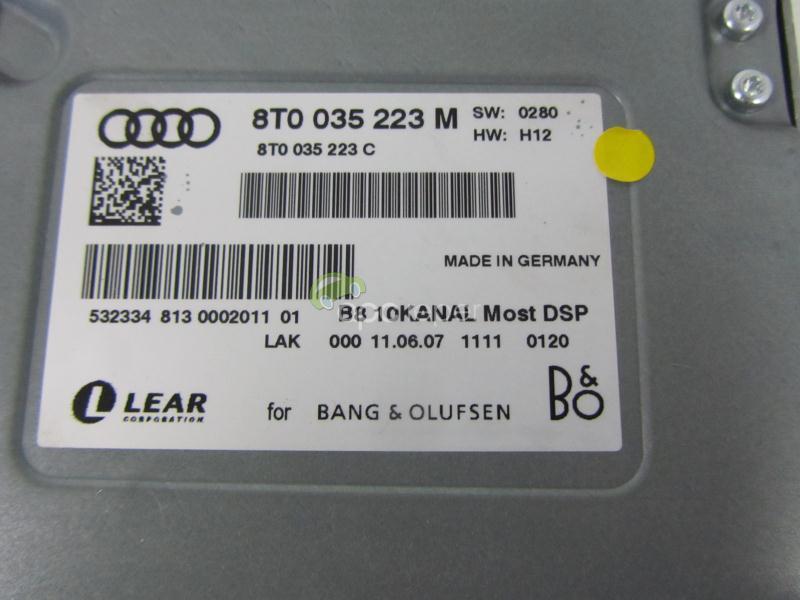 8T0 035 223 M SW: 0280
8T0 035 223 C HW: H12
MADE IN GERMANY
532334 813 0002011 01 B8 10KANAL Most DSP
LAK 000 11.06.07 1111 0120
LEAR
CORPORATION
for BANG & OLUFSEN B&O